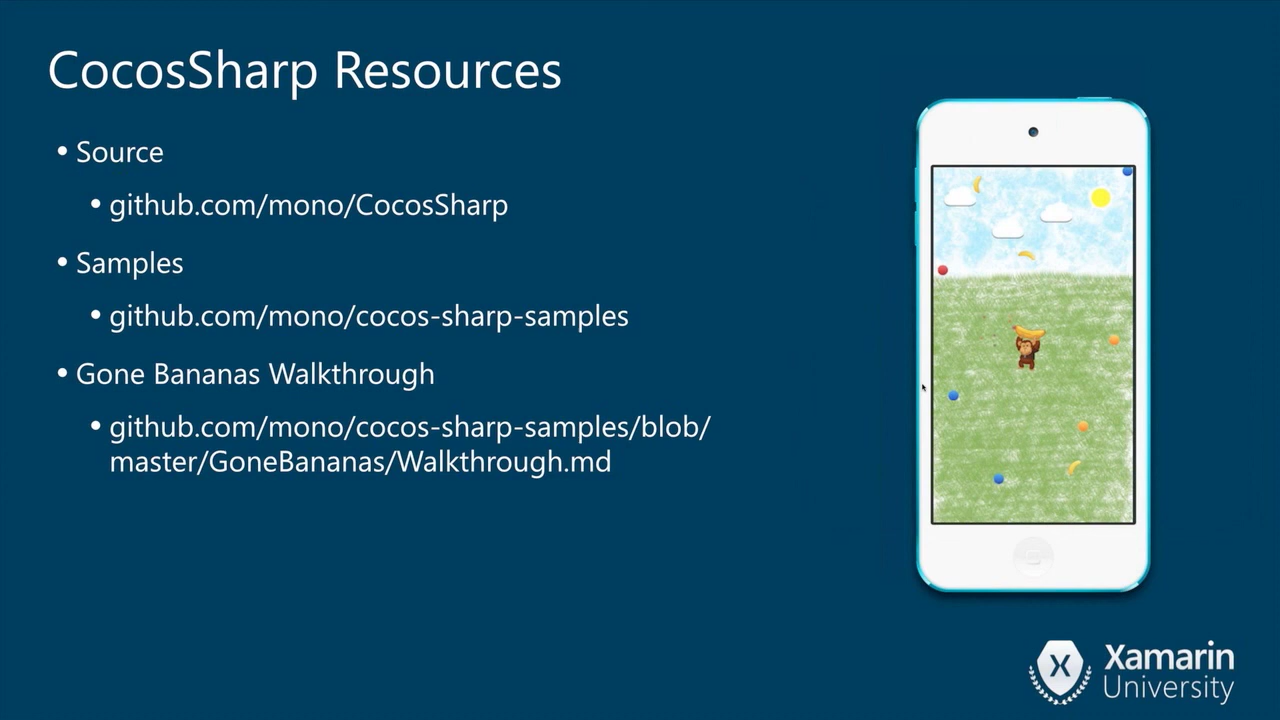 CocosSharp Resources
• Source
• github.com/mono/CocosSharp
• Samples
• github.com/mono/cocos-sharp-samples
• Gone Bananas Walkthrough
• github.com/mono/cocos-sharp-samples/blob/
master/GoneBananas/Walkthrough.md
X
Xamarin
University